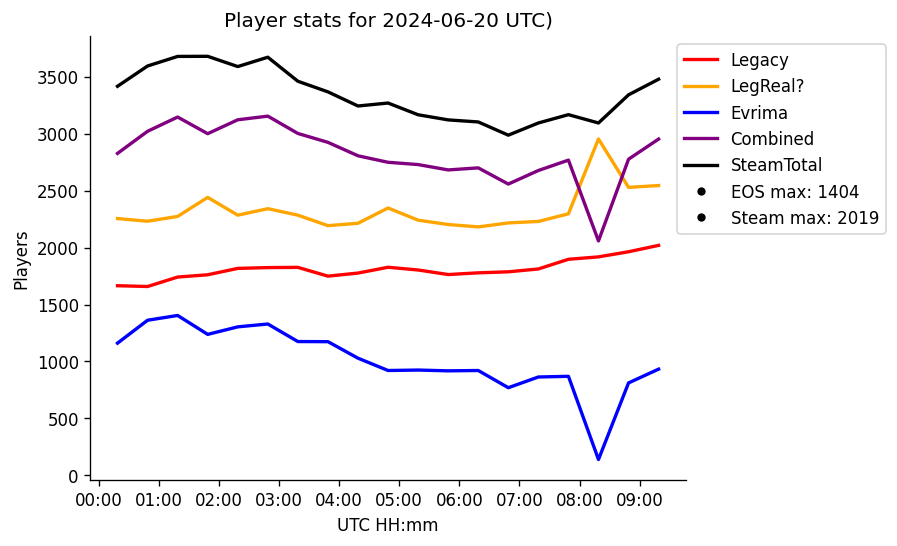 Player stats for 2024-06-20 UTC)
Players
3500
3000
2500
2000
1500
1000
500
0
00:00 01:00 02:00 03:00 04:00 05:00 06:00 07:00 08:00 09:00
UTC HH:mm
Legacy
LegReal?
Evrima
Combined
SteamTotal
EOS max: 1404
Steam max: 2019